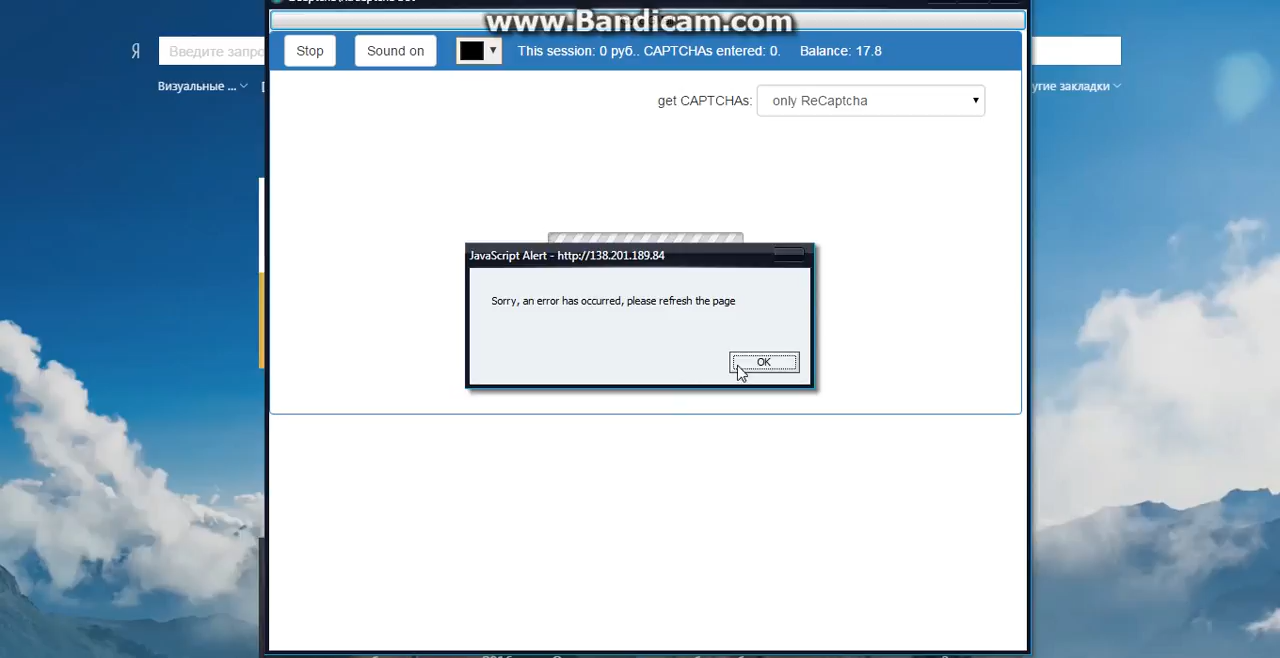 www.Bandicam.com
Я
Введите запро
Stop
Sound on
This session: 0 руб.. CAPTCHAs entered: 0. Balance: 17.8
Визуальные ...
угие закладки
get CAPTCHAs:
only ReCaptcha
JavaScript Alert - http://138.201.189.84
Sorry, an error has occurred, please refresh the page
OK